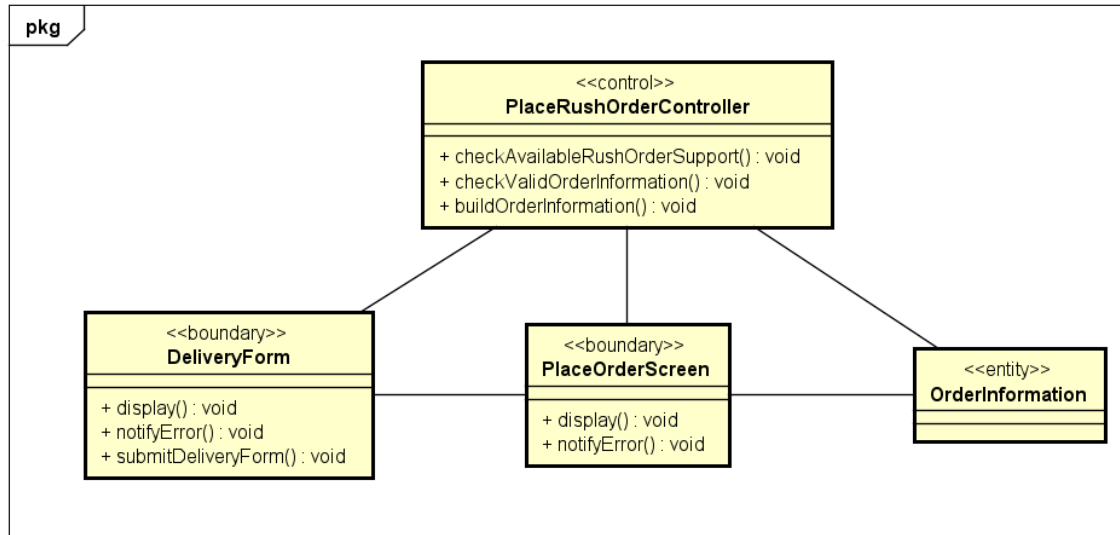 pkg
<<control>>
PlaceRushOrderController
+ checkAvailableRushOrderSupport() : void
+ checkValidOrderInformation() : void
+ buildOrderInformation() : void
<<boundary>>
DeliveryForm
+ display() : void
+ notifyError() : void
+ submitDeliveryForm() : void
<<boundary>>
PlaceOrderScreen
+ display() : void
+ notifyError() : void
<<entity>>
OrderInformation